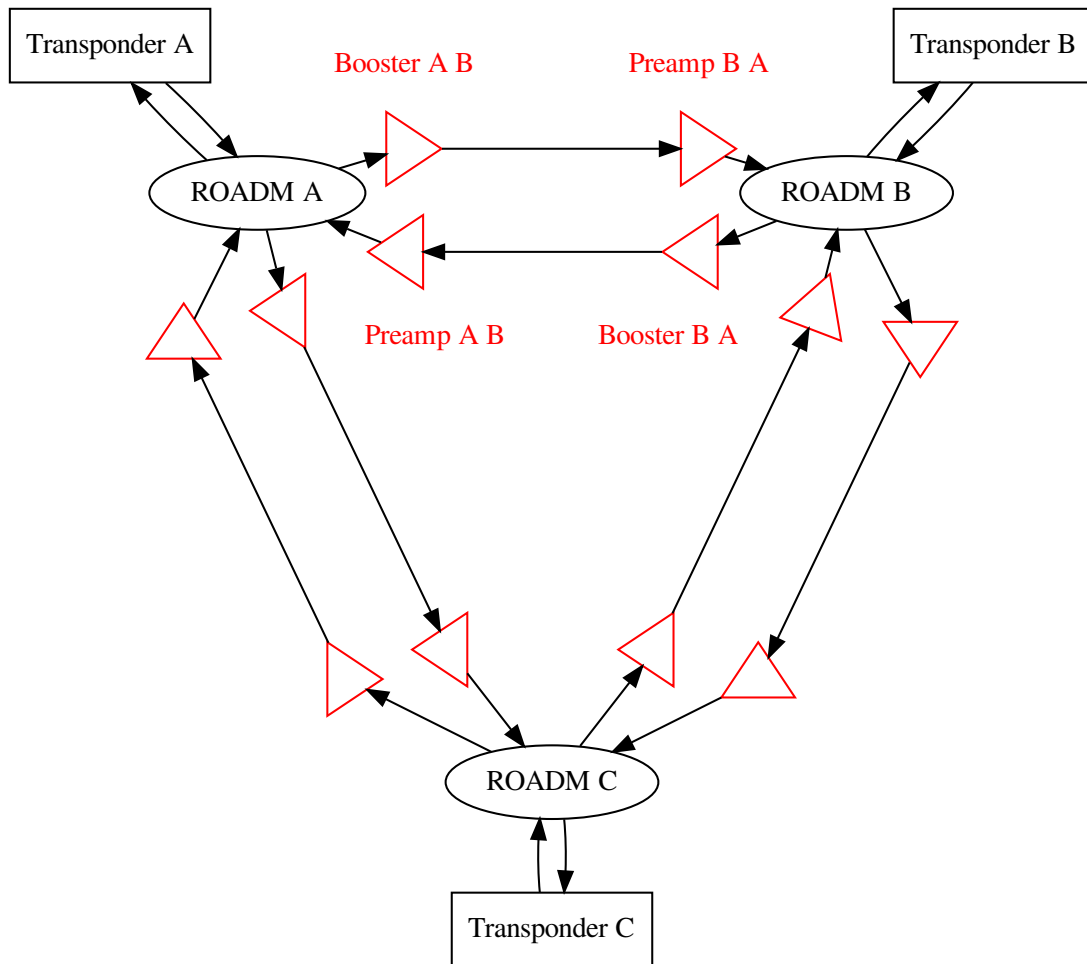 Transponder A
Transponder B
Booster A B
Preamp B A
ROADM A
ROADM B
Preamp A B
Booster B A
ROADM C
Transponder C